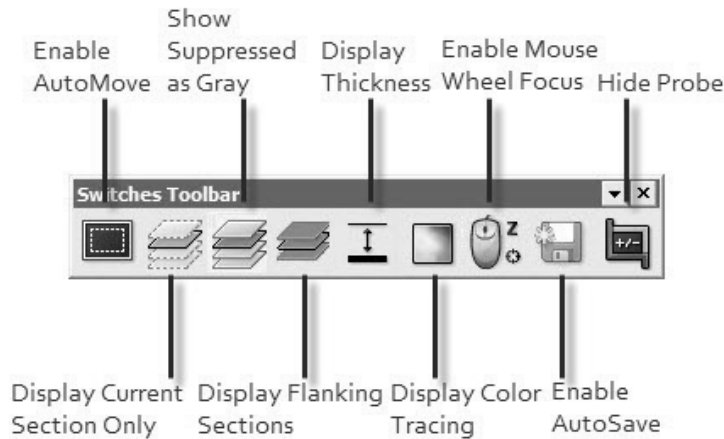 Enable
AutoMove
Show
Suppressed
as Gray
Display
Thickness
Enable Mouse
Wheel Focus
Hide Probe
Switches Toolbar
Z
+/-
Display Current
Section Only
Display Flanking
Sections
Display Color
Tracing
Enable
AutoSave